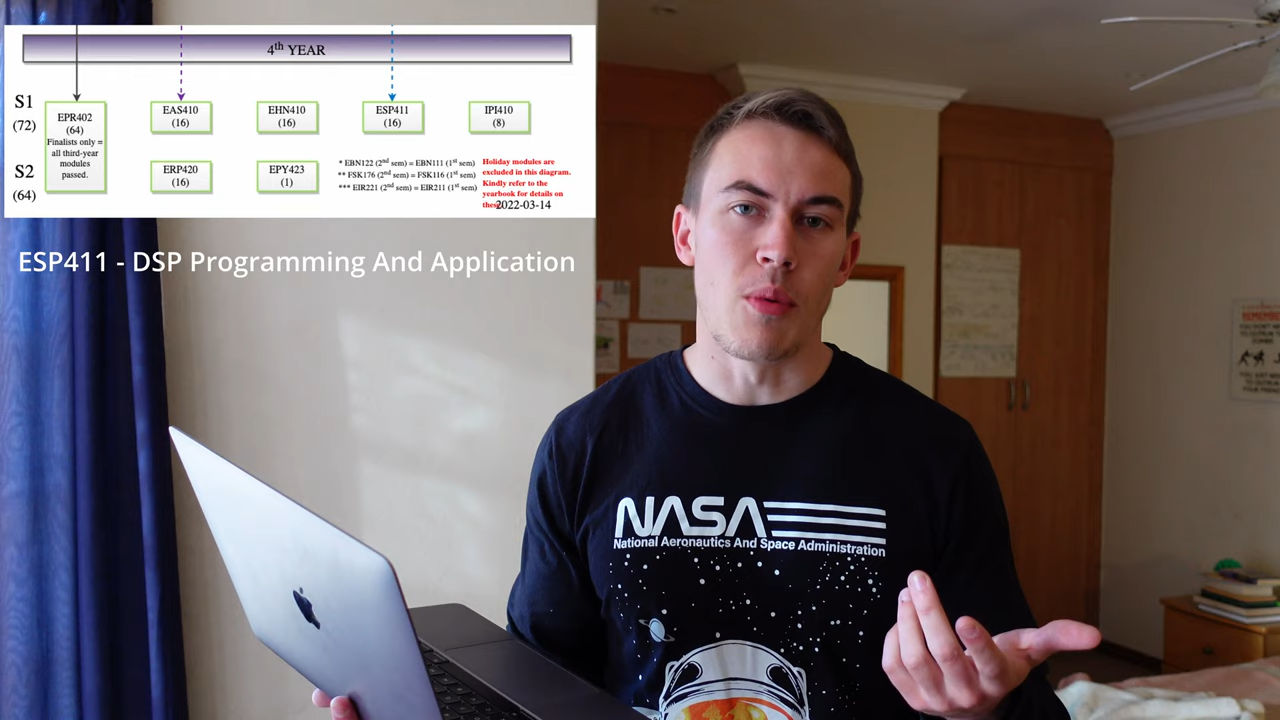 4th YEAR
S1
(72)
EPR402
(64)
Finalists only =
all third-year
modules
passed.
EAS410
(16)
EHN410
(16)
ESP411
(16)
IPI410
(8)
S2
(64)
ERP420
(16)
EPY423
(1)
* EBN122 (2nd sem) = EBN111 (1st sem)
** FSK176 (2nd sem) = FSK116 (1st sem)
*** EIR221 (2nd sem) = EIR211 (1st sem)
Holiday modules are
excluded in this diagram.
Kindly refer to the
yearbook for details on
2022-03-14
ESP411 - DSP Programming And Application
NASA
National Aeronautics And Space Administration
REMEMBER